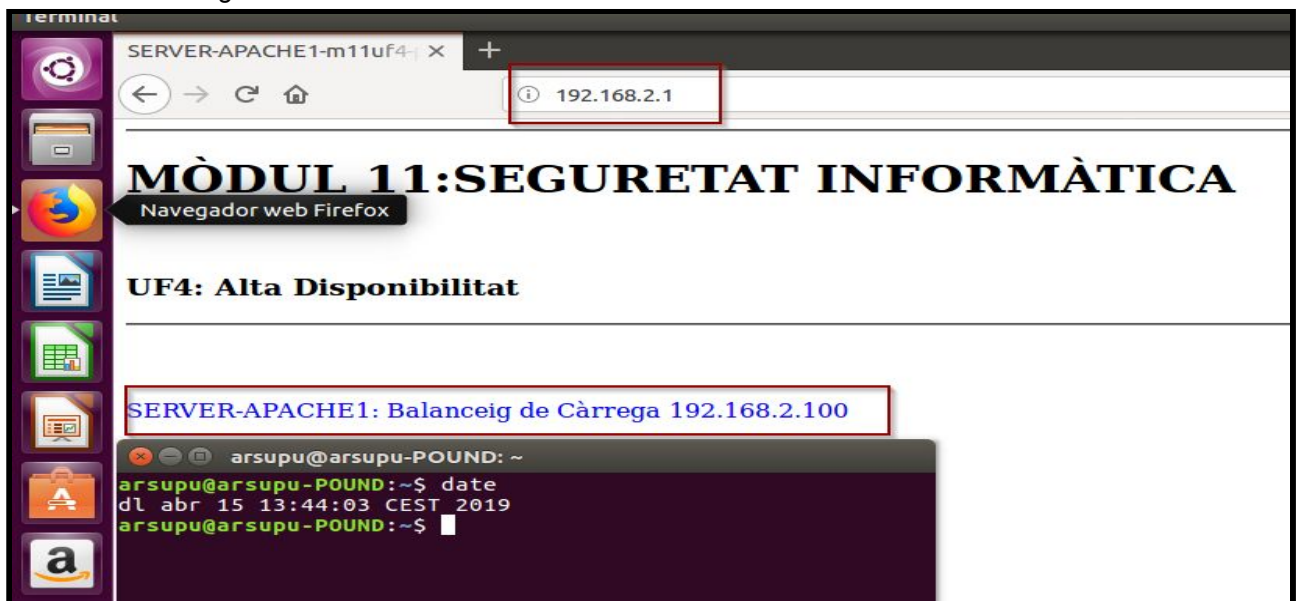 Terminal
SERVER-APACHE1-m11uf4-
192.168.2.1
MÒDUL 11:SEGURETAT INFORMÀTICA
Navegador web Firefox
UF4: Alta Disponibilitat
SERVER-APACHE1: Balanceig de Càrrega 192.168.2.100
arsupu@arsupu-POUND: ~
arsupu@arsupu-POUND:~$ date
dl abr 15 13:44:03 CEST 2019
arsupu@arsupu-POUND:~$